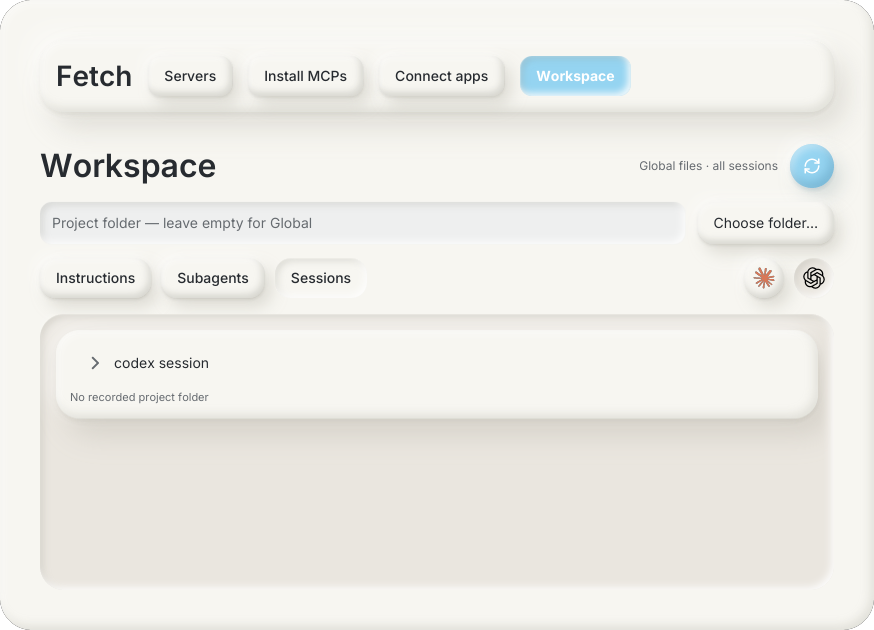 Fetch
Servers
Install MCPs
Connect apps
Workspace
Workspace
Global files · all sessions
Project folder — leave empty for Global
Choose folder...
Instructions
Subagents
Sessions
codex session
No recorded project folder